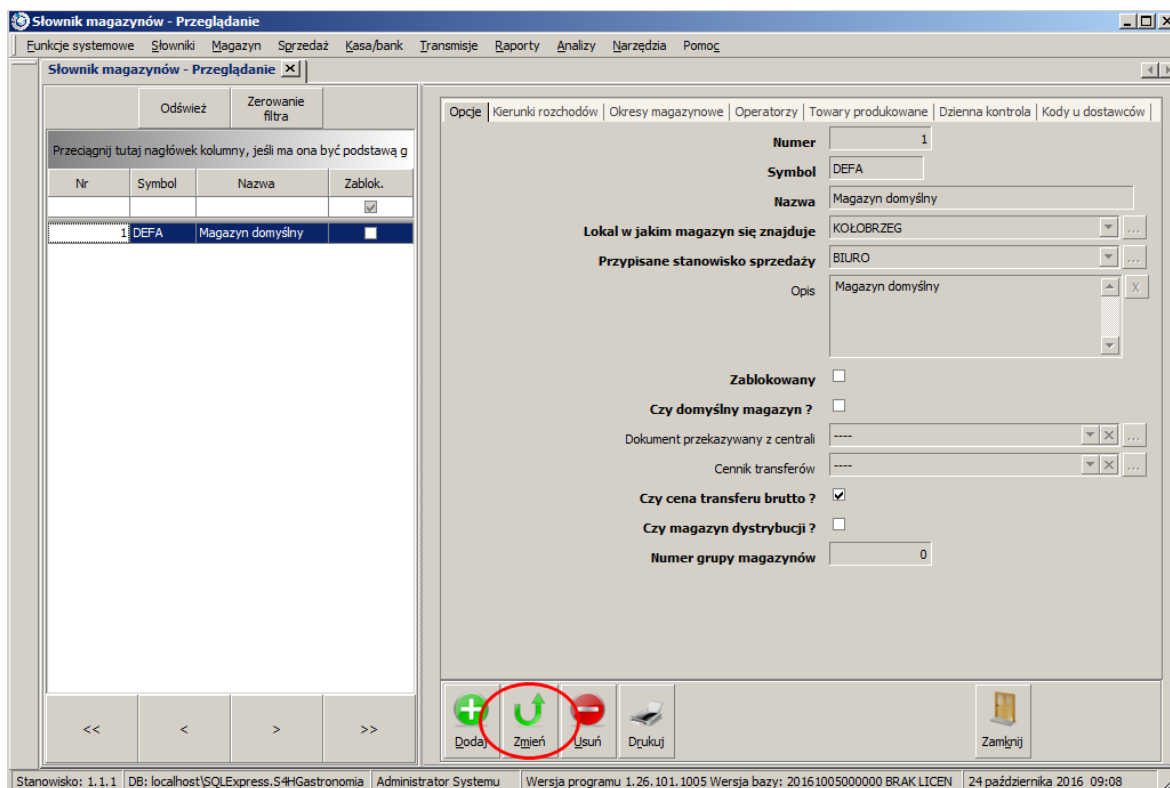 Słownik magazynów - Przeglądanie
Funkcje systemowe Słowniki Magazyn Sprzedaż Kasa/bank Transmisje Raporty Analizy Narzędzia Pomoc
Słownik magazynów - Przeglądanie
Odśwież Zerowanie filtra
Przeciągnij tutaj nagłówek kolumny, jeśli ma ona być podstawą g
Nr Symbol Nazwa Zablok.
1 DEFA Magazyn domyślny
<< < > >>
Opcje Kierunki rozchodów Okresy magazynowe Operatorzy Towary produkowane Dzienna kontrola Kody u dostawców
Numer 1
Symbol DEFA
Nazwa Magazyn domyślny
Lokal w jakim magazyn się znajduje KOŁOBRZEG ...
Przypisane stanowisko sprzedaży BIURO ...
Opis Magazyn domyślny X
Zablokowany
Czy domyślny magazyn ?
Dokument przekazywany z centrali ---- ...
Cennik transferów ---- ...
Czy cena transferu brutto ?
Czy magazyn dystrybucji ?
Numer grupy magazynów 0
Dodaj Zmień Usuń Drukuj Zamknij
Stanowisko: 1.1.1 DB: localhost\SQLExpress.S4HGastronomia Administrator Systemu Wersja programu 1.26.101.1005 Wersja bazy: 20161005000000 BRAK LICEN 24 października 2016 09:08